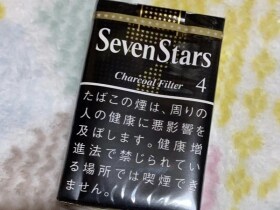 SevenStars
Charcoal Filter 4
たばこの煙は、周りの
人の健康に悪影響を
及ぼします。健康増
進法で禁じられてい
る場所では喫煙でき
ません。